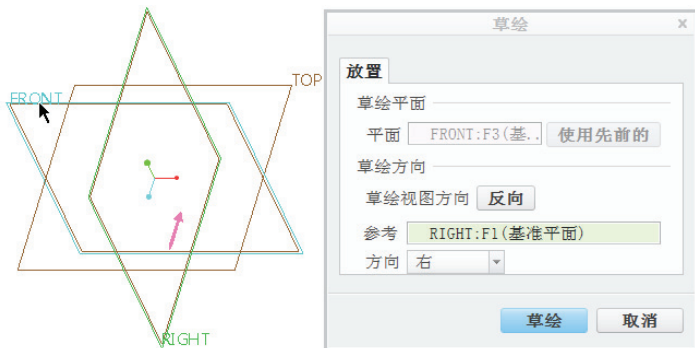 FRONT
TOP
RIGHT
草绘
放置
草绘平面
平面 FRONT:F3(基.. 使用先前的
草绘方向
草绘视图方向 反向
参考 RIGHT:F1(基准平面)
方向 右
草绘 取消